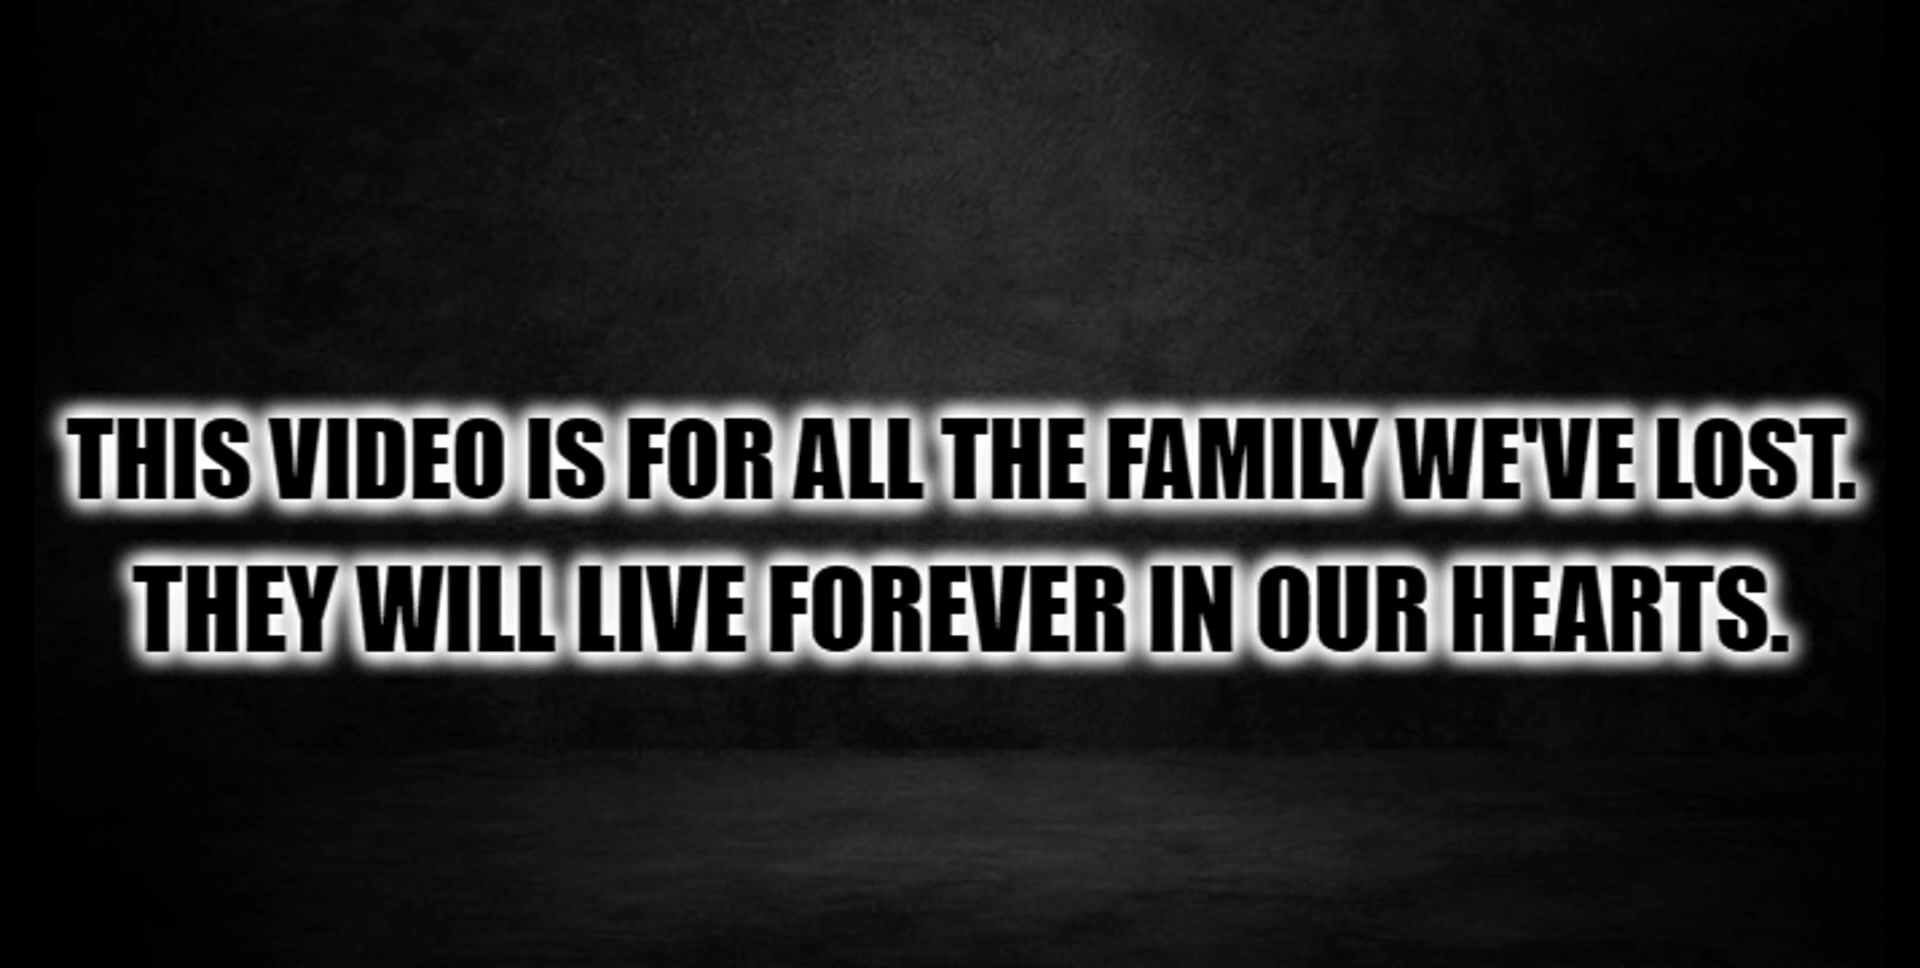 THIS VIDEO IS FOR ALL THE FAMILY WE'VE LOST.
THEY WILL LIVE FOREVER IN OUR HEARTS.